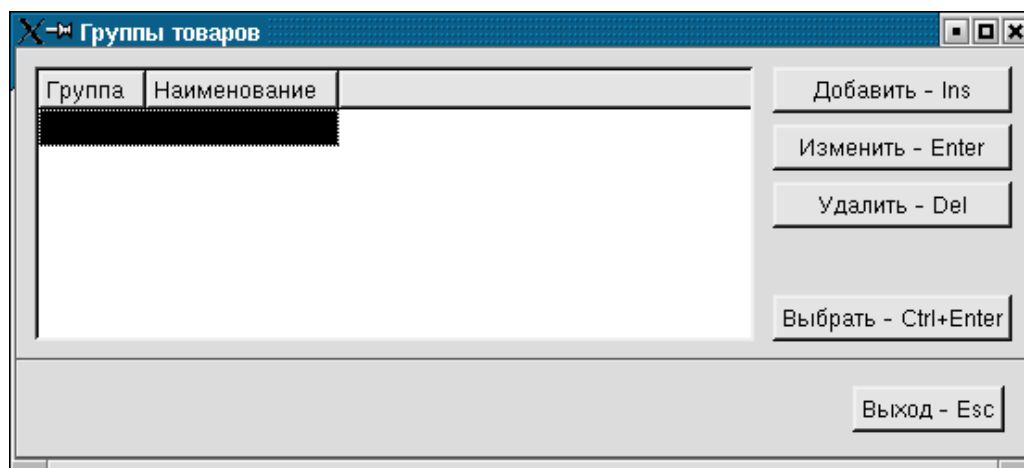 Группы товаров
Группа Наименование
Добавить - Ins
Изменить - Enter
Удалить - Del
Выбрать - Ctrl+Enter
Выход - Esc